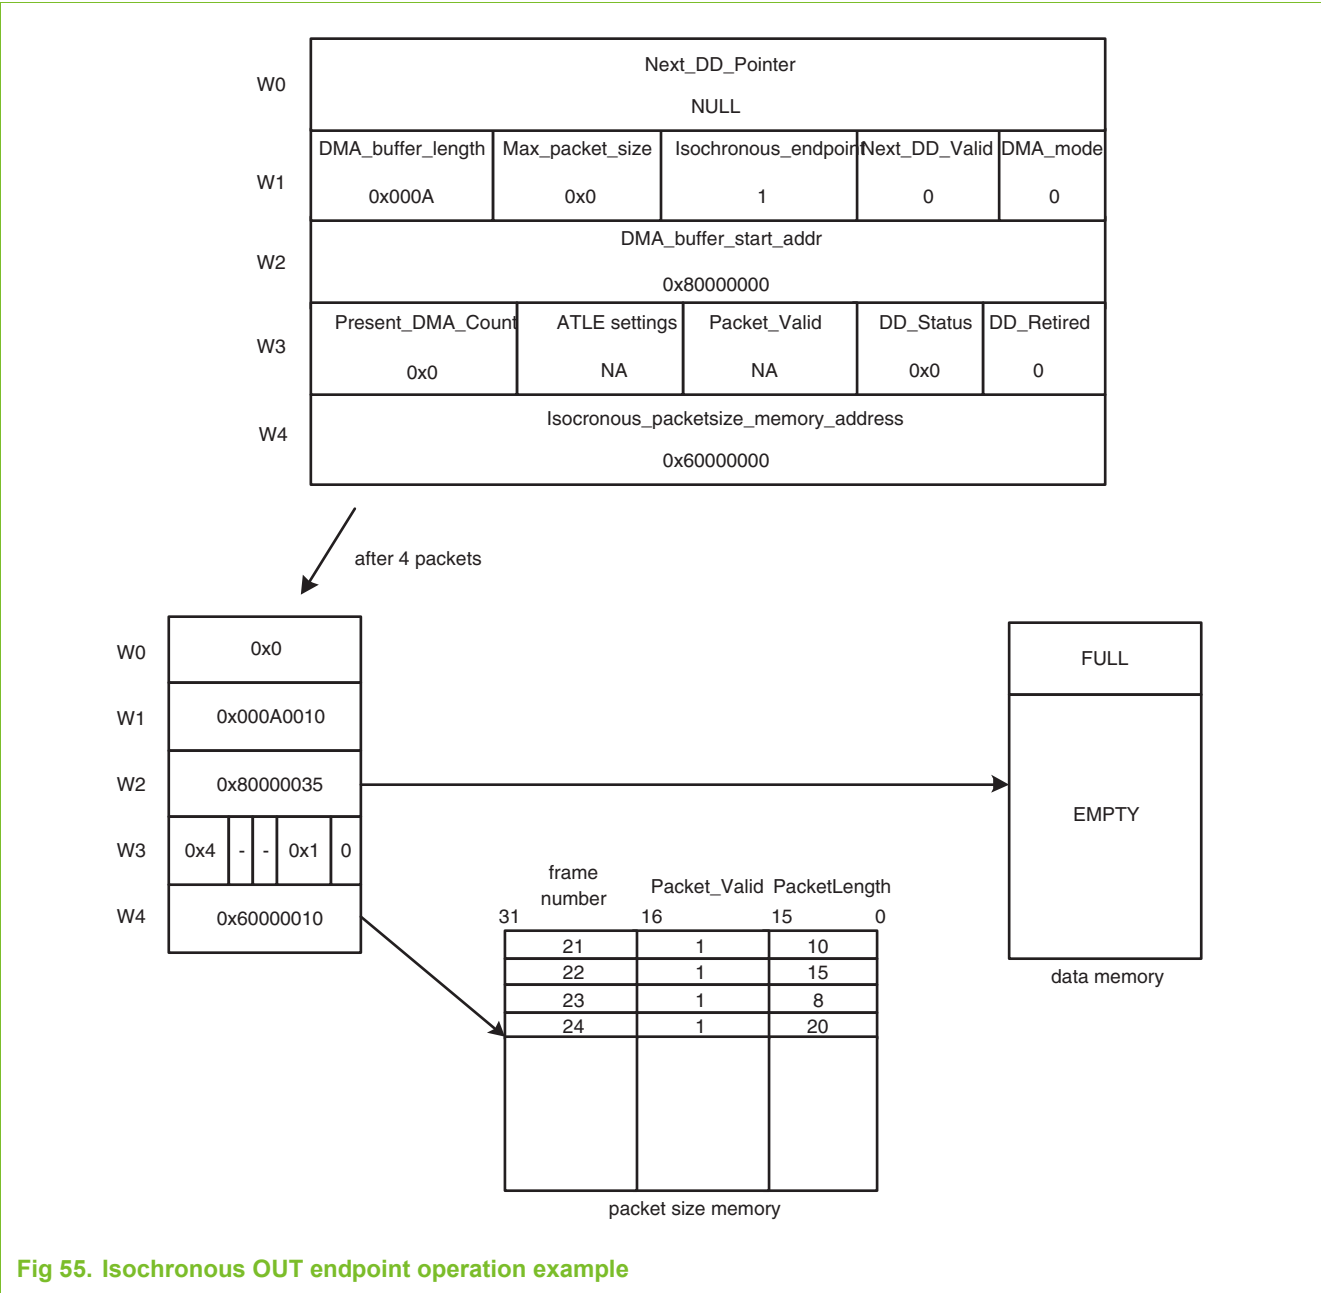 Next_DD_Pointer
W0
NULL
DMA_buffer_length Max_packet_size Isochronous_endpoint Next_DD_Valid DMA_mode
W1
0x000A 0x0 1 0 0
DMA_buffer_start_addr
W2
0x80000000
Present_DMA_Count ATLE settings Packet_Valid DD_Status DD_Retired
W3
0x0 NA NA 0x0 0
Isocronous_packetsize_memory_address
W4
0x60000000
after 4 packets
W0 0x0
FULL
W1 0x000A0010
W2 0x80000035
EMPTY
W3 0x4 - - 0x1 0
frame
number
Packet_Valid PacketLength
W4 0x60000010
31 16 15 0
21 1 10
22 1 15
23 1 8
24 1 20
data memory
packet size memory
Fig 55. Isochronous OUT endpoint operation example